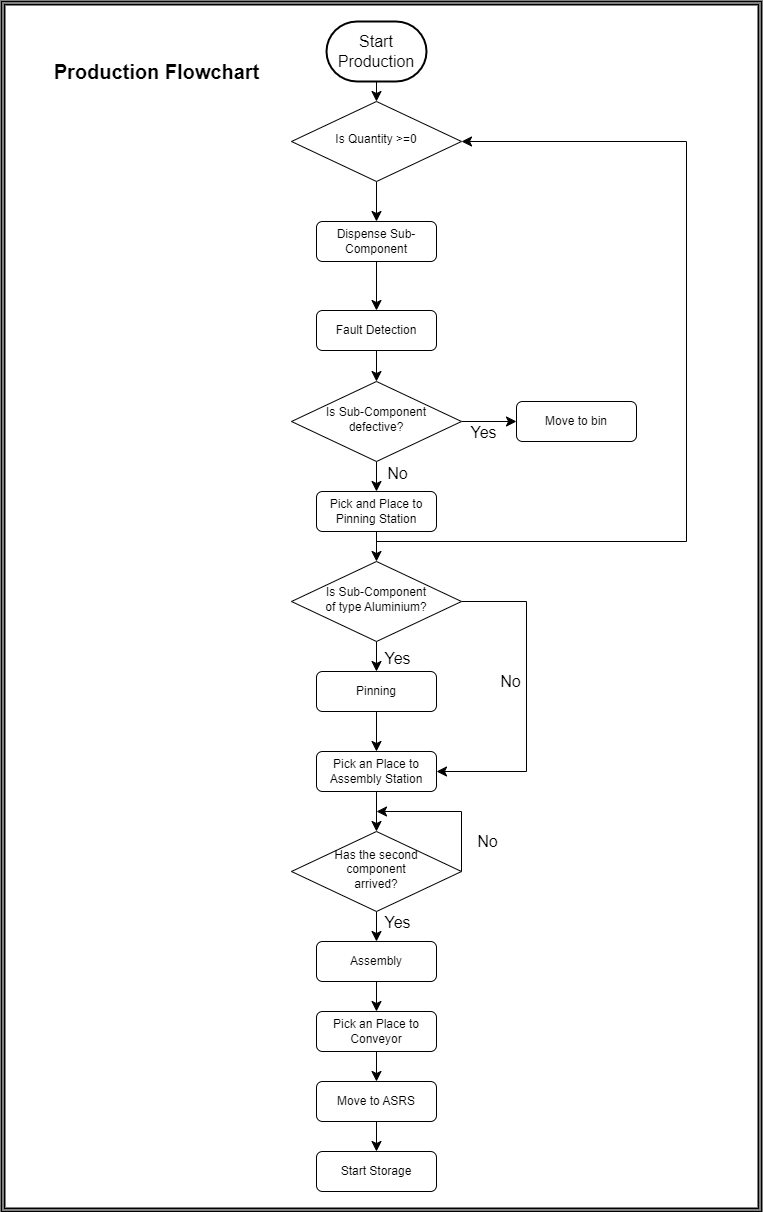 Production Flowchart
Start
Production
Is Quantity >=0
Dispense Sub-
Component
Fault Detection
Is Sub-Component
defective?
Yes
Move to bin
No
Pick and Place to
Pinning Station
Is Sub-Component
of type Aluminium?
Yes
No
Pinning
Pick an Place to
Assembly Station
Has the second
component
arrived?
No
Yes
Assembly
Pick an Place to
Conveyor
Move to ASRS
Start Storage